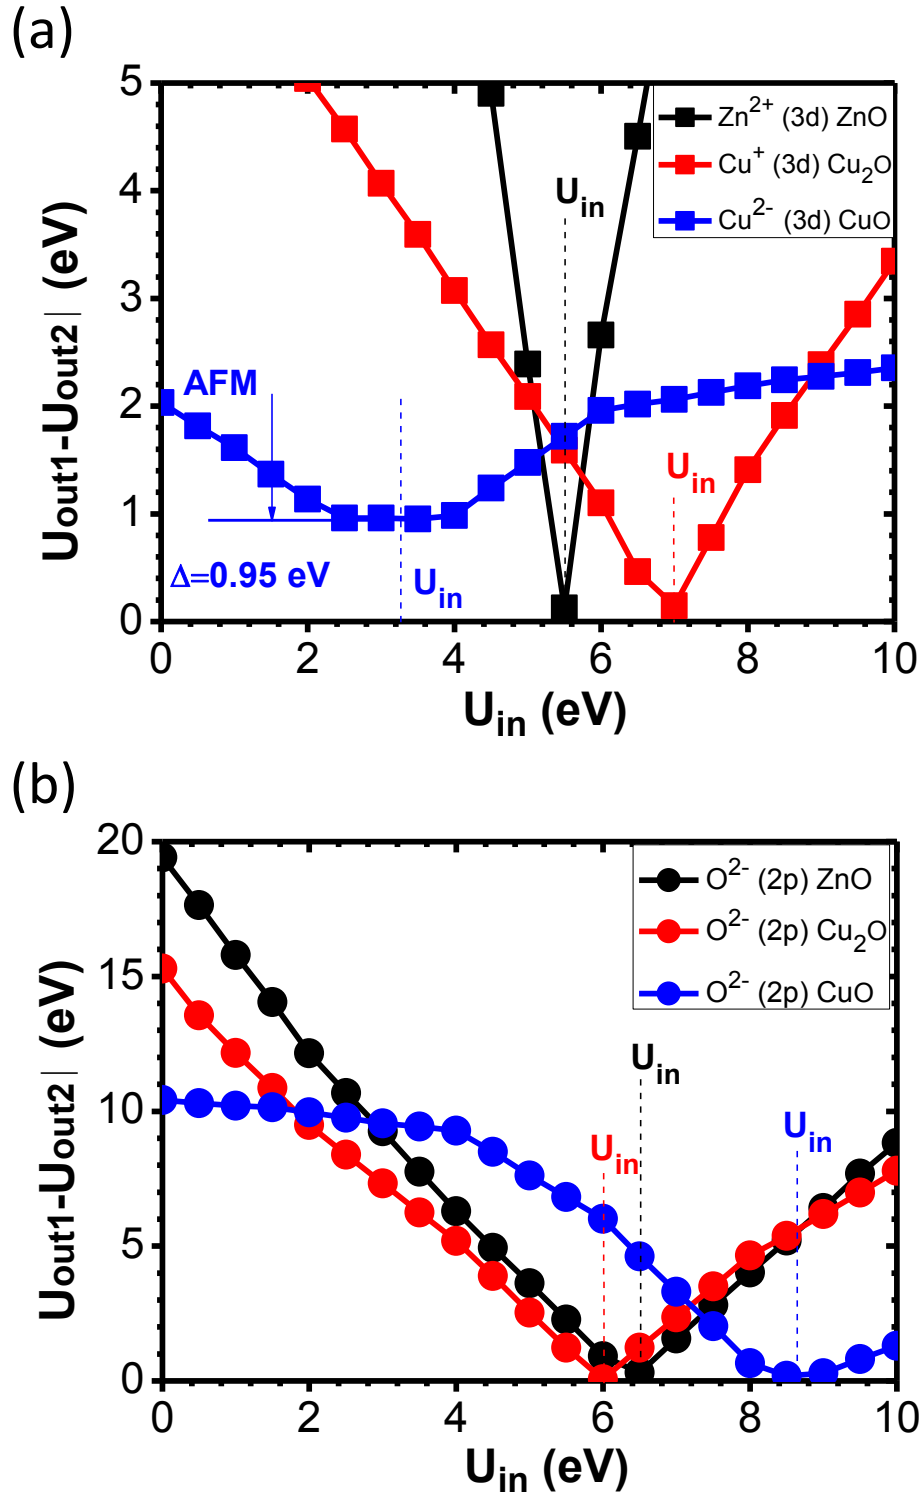 (a)
5
4
3
2
1
0
Uout1-Uout2| (eV)
Zn2+ (3d) ZnO
Cu+ (3d) Cu2O
Cu2- (3d) CuO
Uin
AFM
Uin
Δ=0.95 eV
Uin
0 2 4 6 8 10
Uin (eV)
(b)
20
15
10
5
0
Uout1-Uout2| (eV)
O2- (2p) ZnO
O2- (2p) Cu2O
O2- (2p) CuO
Uin
Uin
Uin
0 2 4 6 8 10
Uin (eV)